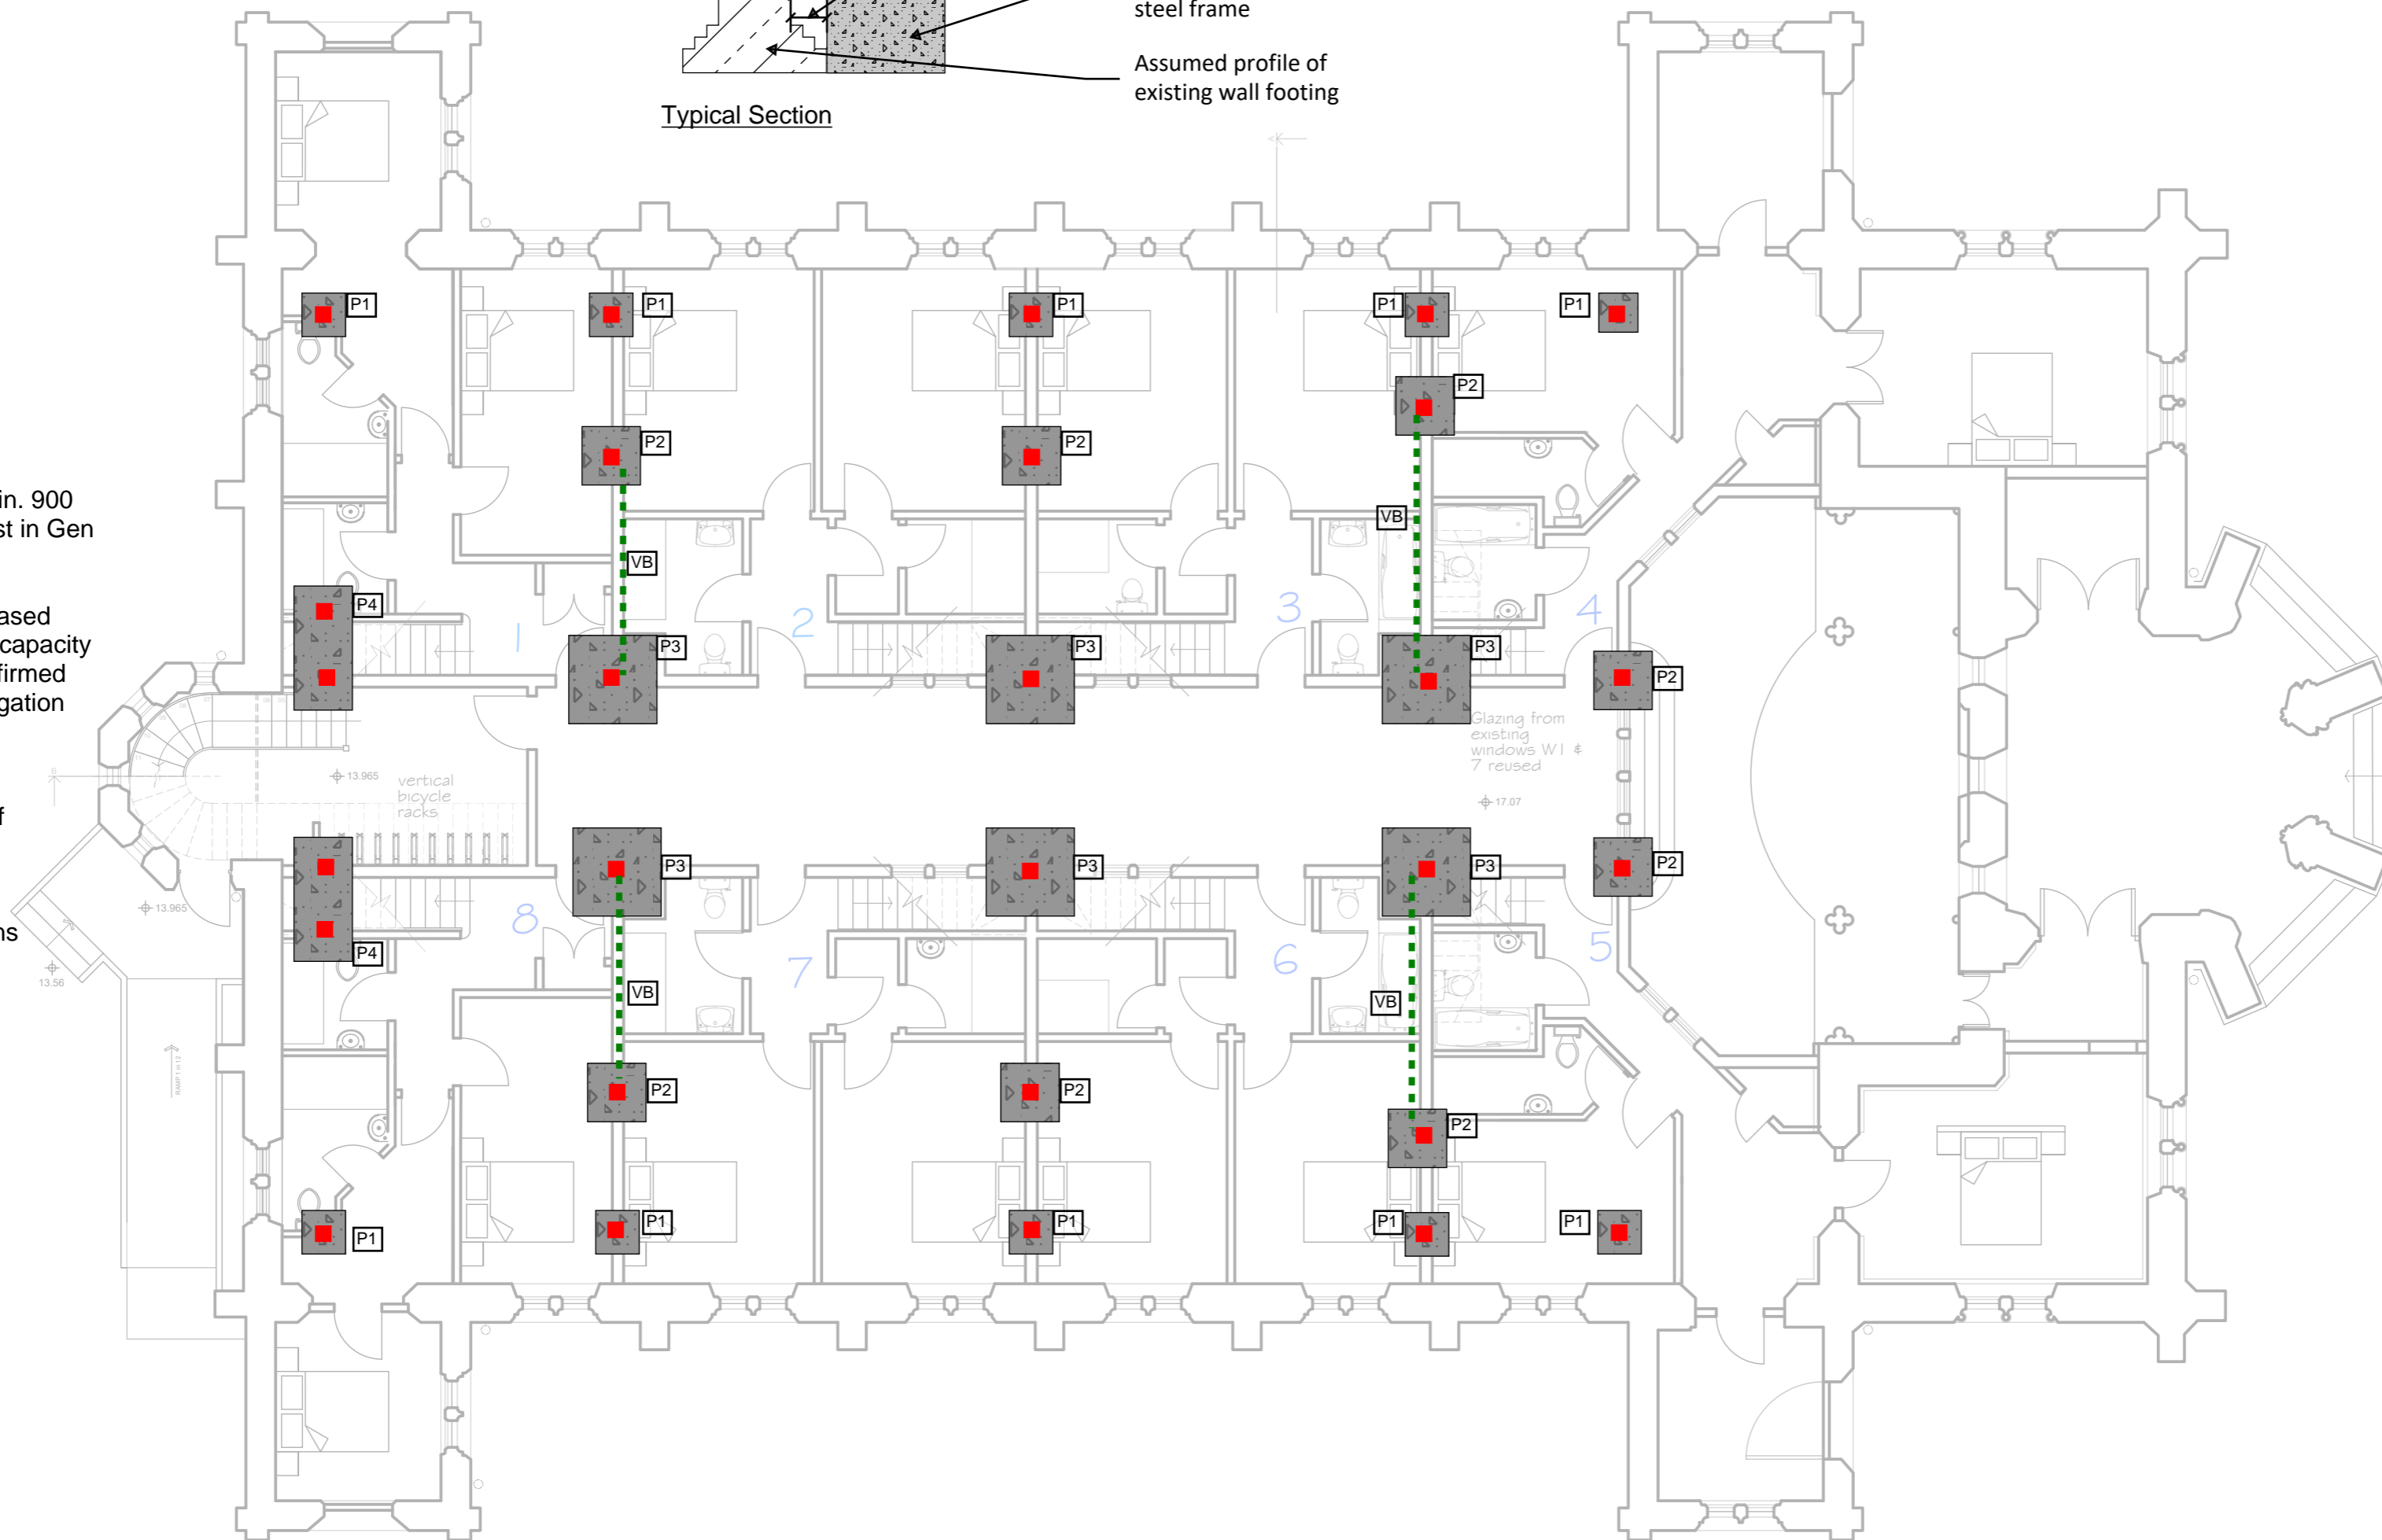 steel frame
Assumed profile of
existing wall footing
Typical Section
P1
P1
P1
P1
P1
P2
P2
P2
in. 900
st in Gen
VB
VB
ased
capacity
firmed
gation
P4
1
2
3
4
P3
P3
P3
P2
Glazing from
existing
windows W1 &
7 reused
13.965
vertical
bicycle
racks
17.07
f
P3
P3
P3
P2
13.965
ns
P4
8
7
6
5
13.56
VB
VB
RAMP 1 in 12
P2
P2
P2
P1
P1
P1
P1
P1